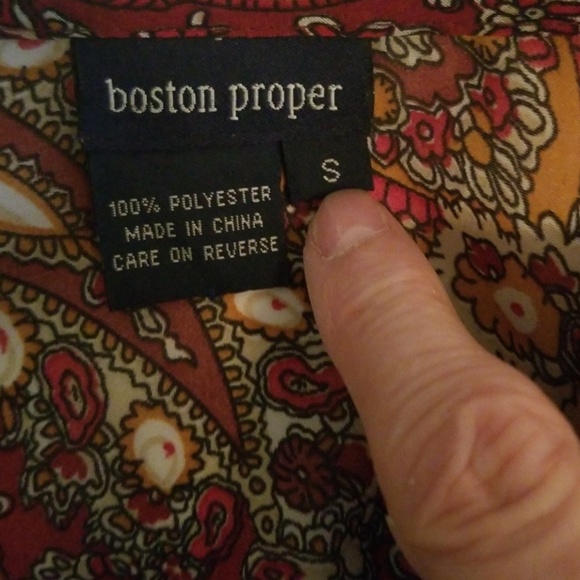 boston proper
S
100% POLYESTER
MADE IN CHINA
CARE ON REVERSE